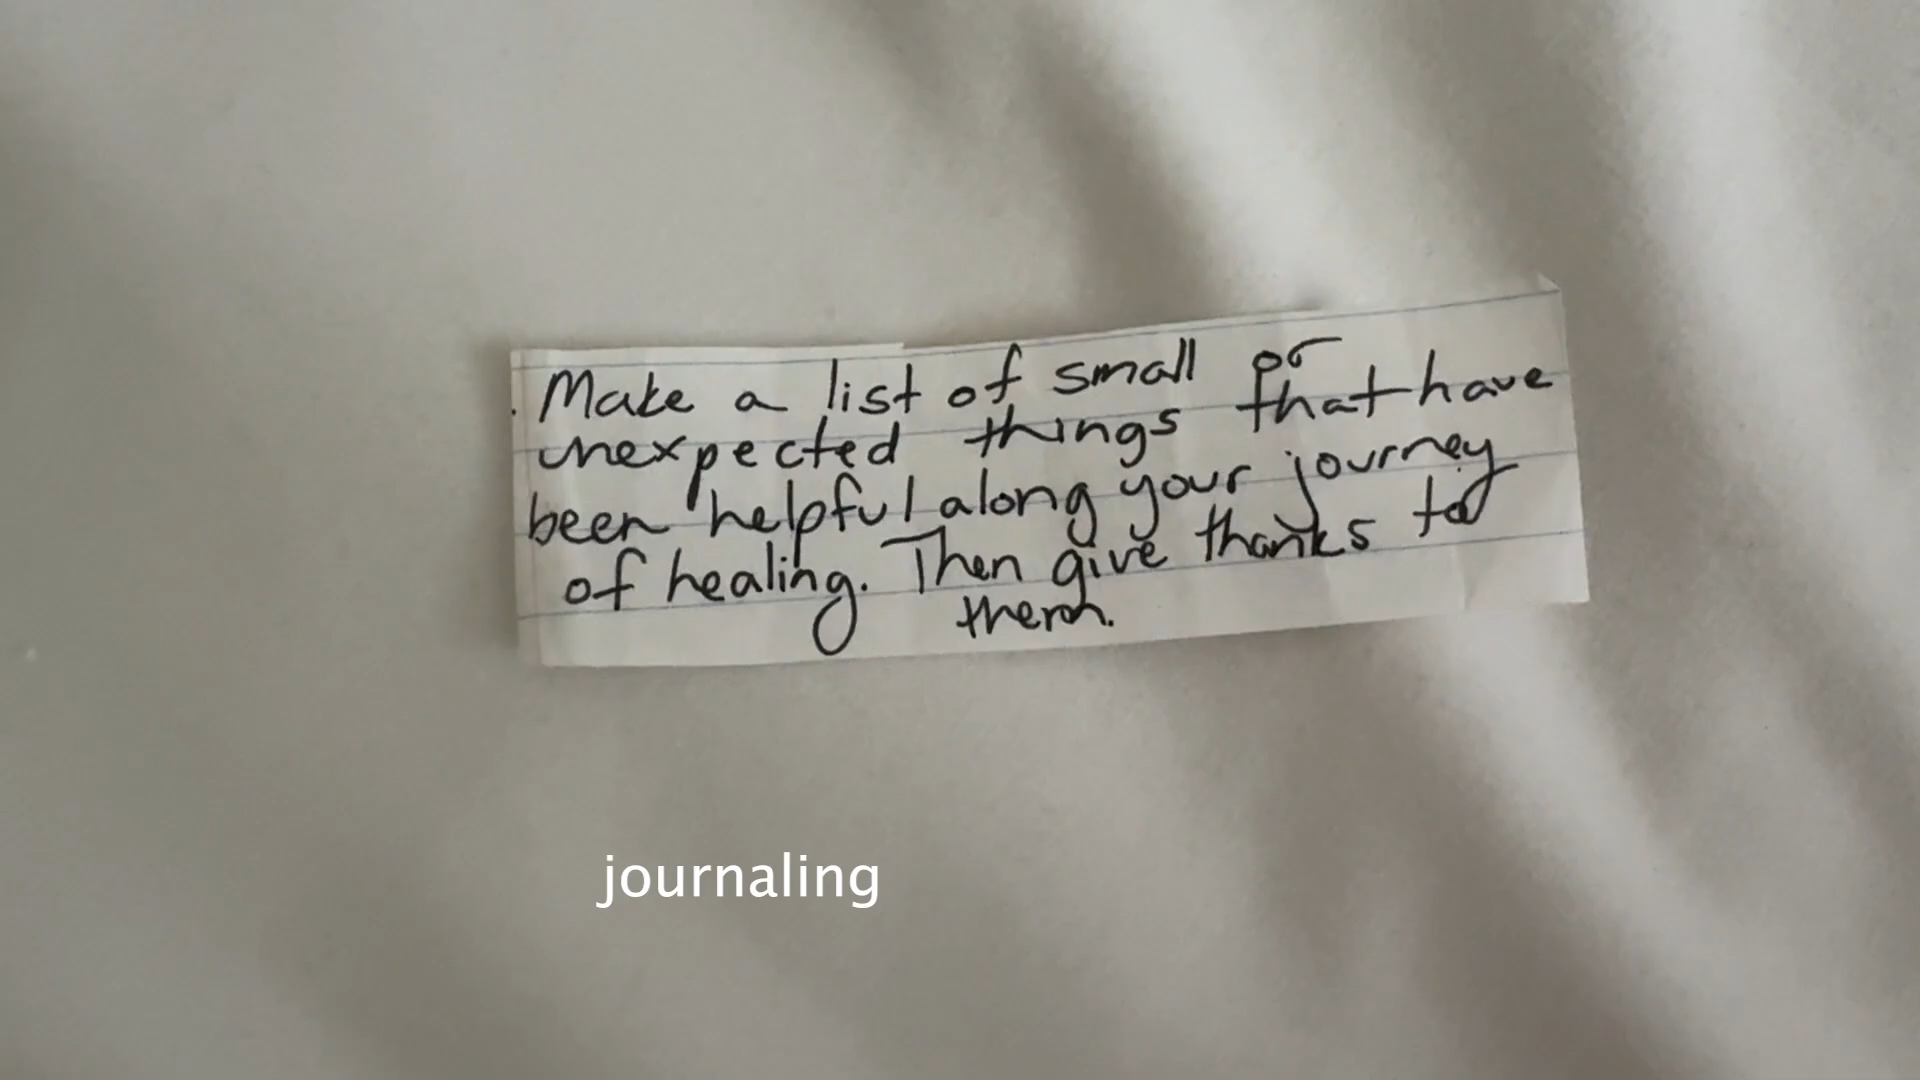 Make a list of small or
unexpected things that have
been helpful along your journey
of healing. Then give thanks to
them.
journaling